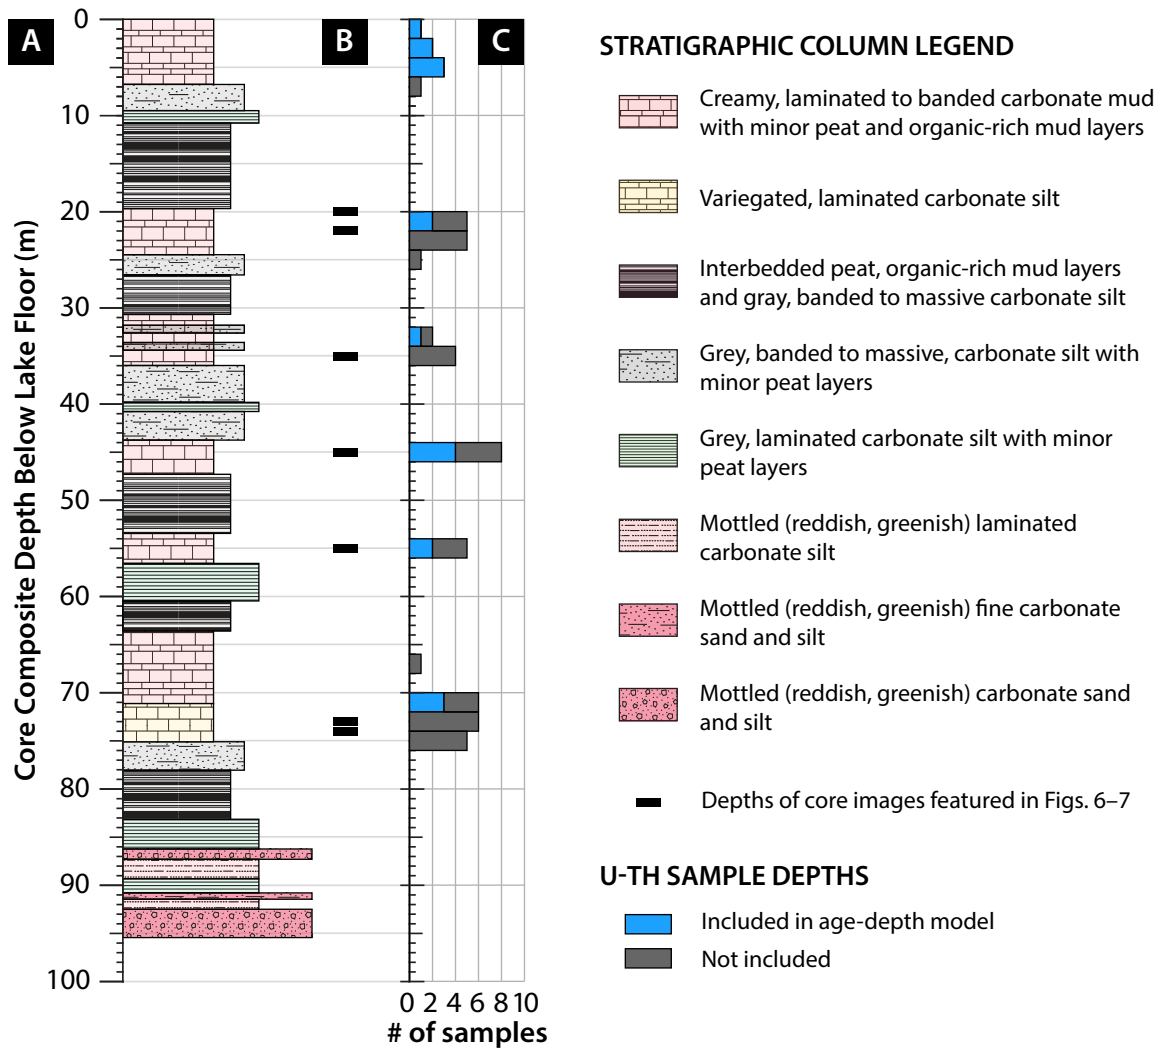 A
B
C
0
10
20
30
40
50
60
70
80
90
100
Core Composite Depth Below Lake Floor (m)
0 2 4 6 8 10
# of samples
STRATIGRAPHIC COLUMN LEGEND
Creamy, laminated to banded carbonate mud
with minor peat and organic-rich mud layers
Variegated, laminated carbonate silt
Interbedded peat, organic-rich mud layers
and gray, banded to massive carbonate silt
Grey, banded to massive, carbonate silt with
minor peat layers
Grey, laminated carbonate silt with minor
peat layers
Mottled (reddish, greenish) laminated
carbonate silt
Mottled (reddish, greenish) fine carbonate
sand and silt
Mottled (reddish, greenish) carbonate sand
and silt
Depths of core images featured in Figs. 6–7
U-TH SAMPLE DEPTHS
Included in age-depth model
Not included